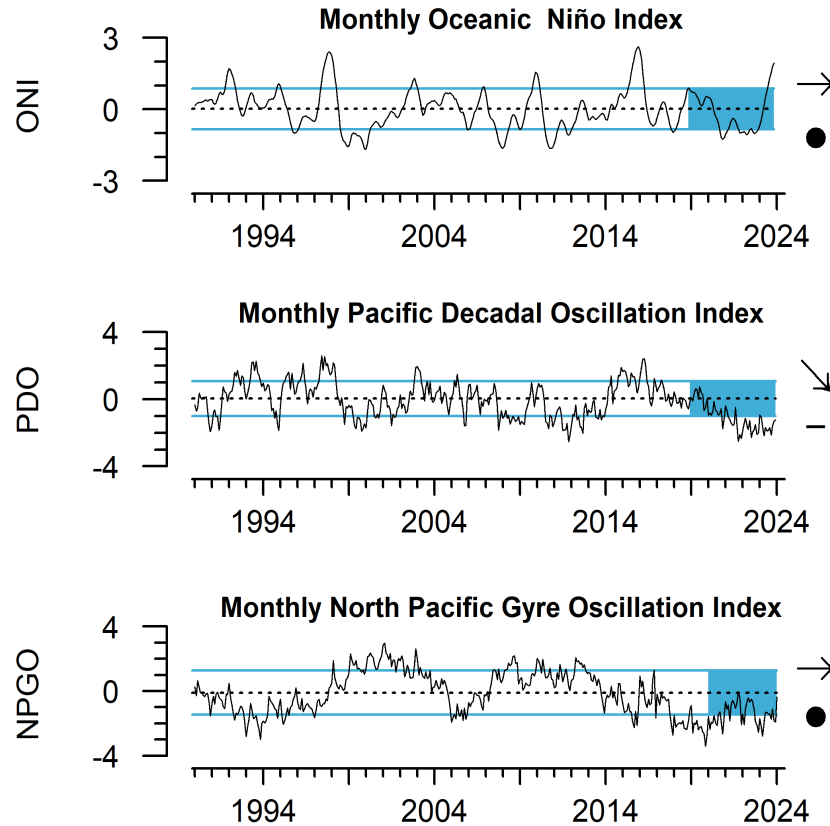 Monthly Oceanic  Niño Index
ONI
3
0
-3
1994 2004 2014 2024
Monthly Pacific Decadal Oscillation Index
PDO
4
0
-4
1994 2004 2014 2024
Monthly North Pacific Gyre Oscillation Index
NPGO
4
0
-4
1994 2004 2014 2024